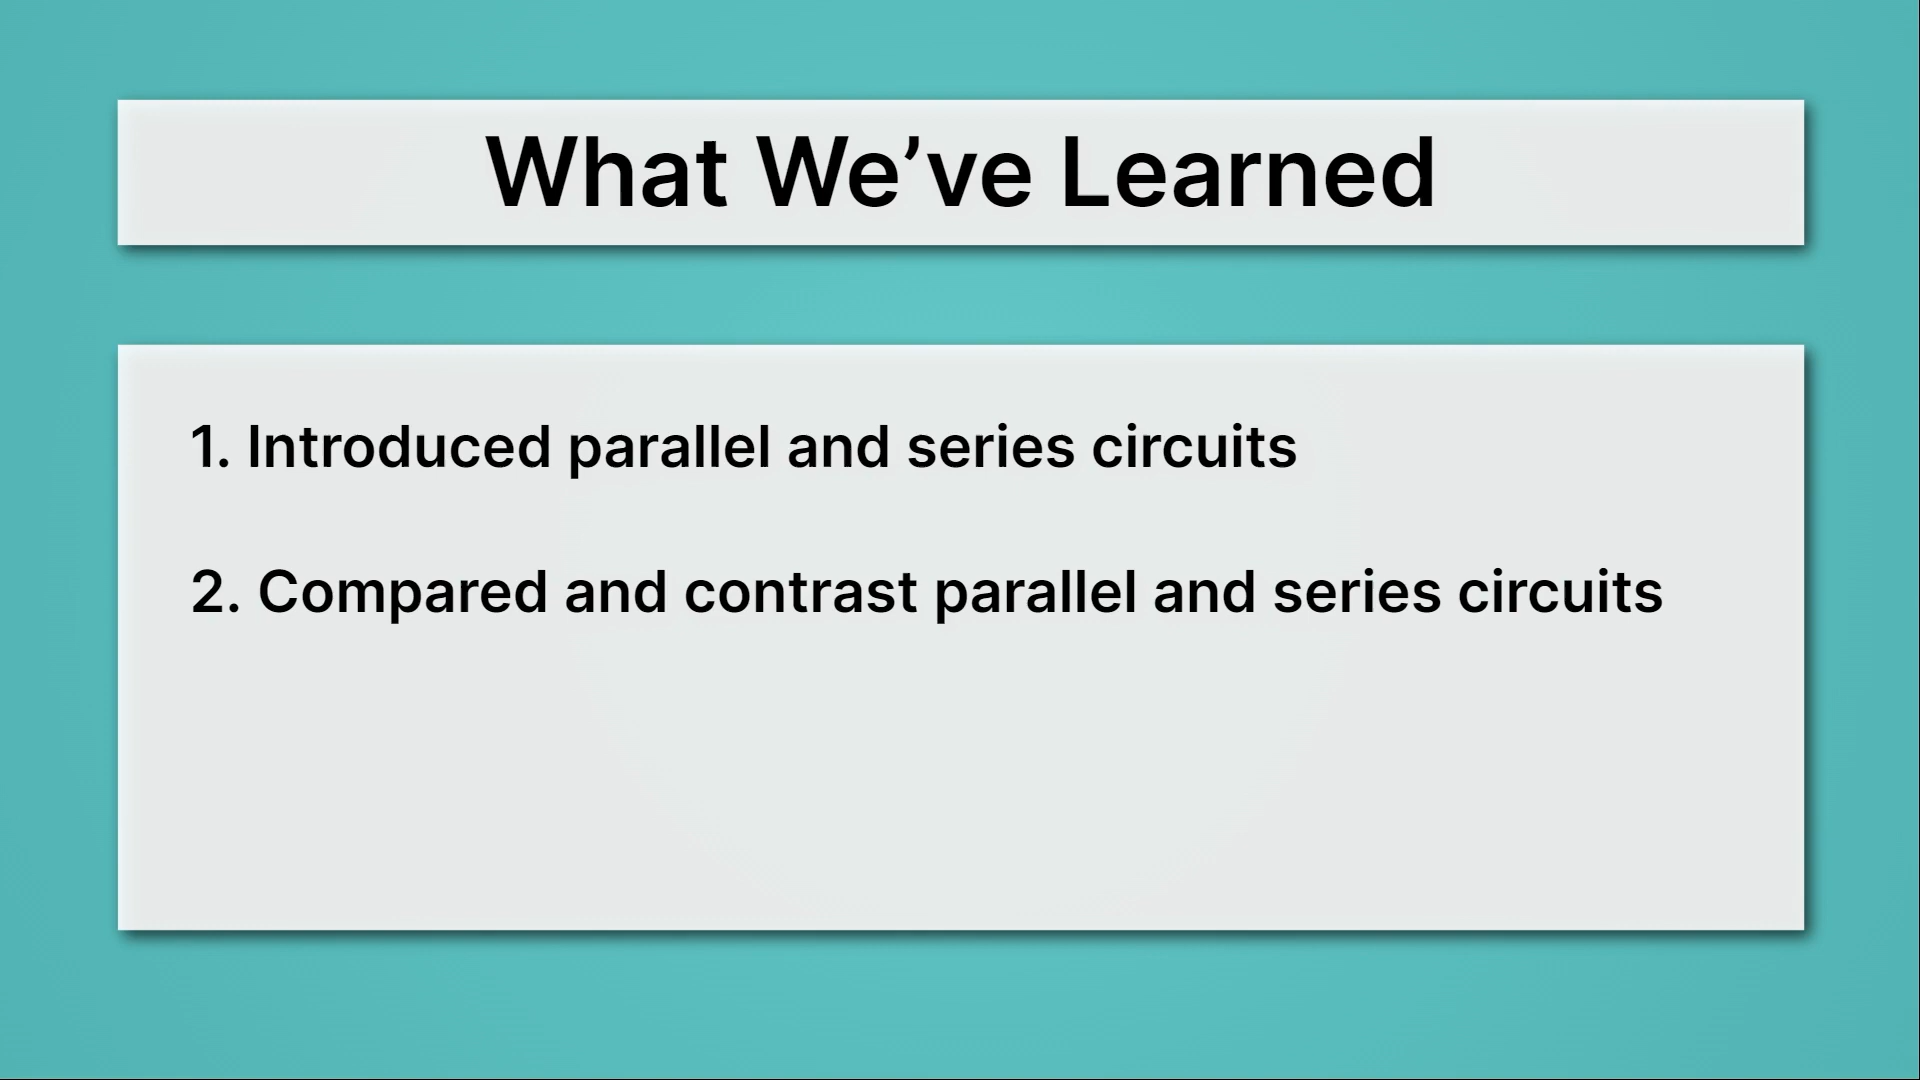 What We’ve Learned
1. Introduced parallel and series circuits
2. Compared and contrast parallel and series circuits